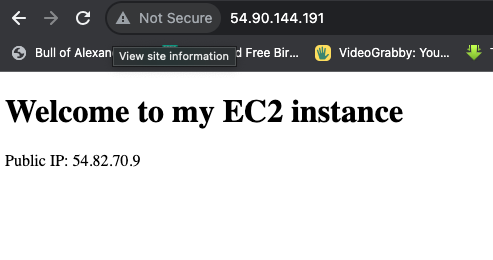 Not Secure 54.90.144.191
Bull of Alexan d Free Bir... VideoGrabby: You...
View site information
Welcome to my EC2 instance
Public IP: 54.82.70.9